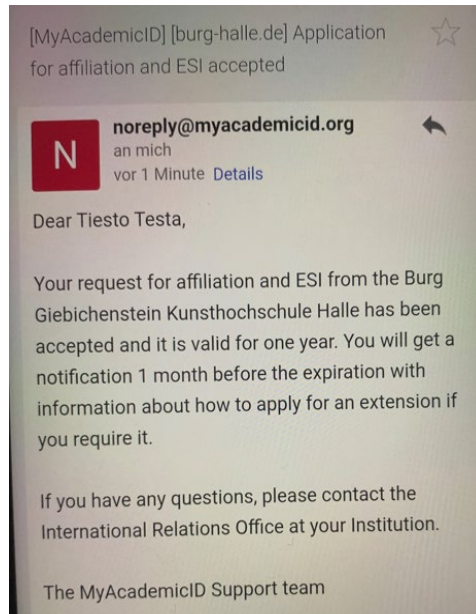 [MyAcademicID] [burg-halle.de] Application
for affiliation and ESI accepted
N
noreply@myacademicid.org
an mich
vor 1 Minute Details
Dear Tiesto Testa,
Your request for affiliation and ESI from the Burg
Giebichenstein Kunsthochschule Halle has been
accepted and it is valid for one year. You will get a
notification 1 month before the expiration with
information about how to apply for an extension if
you require it.
If you have any questions, please contact the
International Relations Office at your Institution.
The MyAcademicID Support team